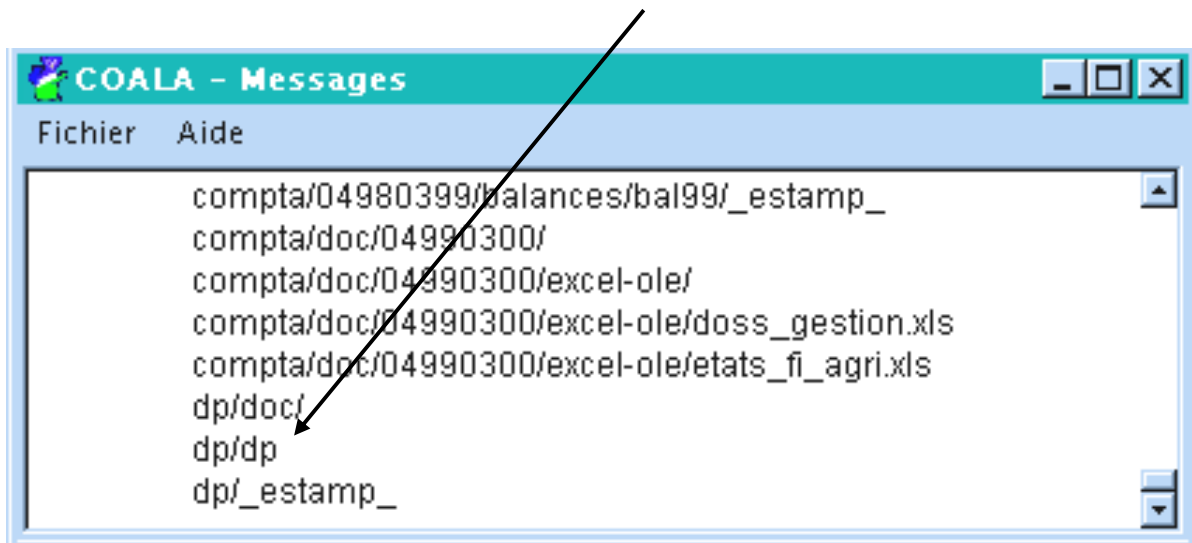 COALA - Messages
Fichier Aide
compta/04980399/balances/bal99/_estamp_
compta/doc/04990300/
compta/doc/04990300/excel-ole/
compta/doc/04990300/excel-ole/doss_gestion.xls
compta/doc/04990300/excel-ole/etats_fi_agri.xls
dp/doc/
dp/dp
dp/_estamp_